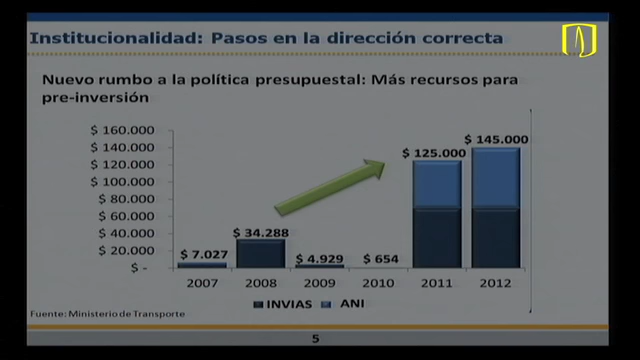 Institucionalidad: Pasos en la dirección correcta
Nuevo rumbo a la política presupuestal: Más recursos para
pre-inversión
$ 160.000
$ 140.000
$ 120.000
$ 100.000
$ 80.000
$ 60.000
$ 40.000
$ 20.000
$ -
$ 7.027
$ 34.288
$ 4.929
$ 654
$ 125.000
$ 145.000
2007 2008 2009 2010 2011 2012
INVIAS ANI
Fuente: Ministerio de Transporte
5